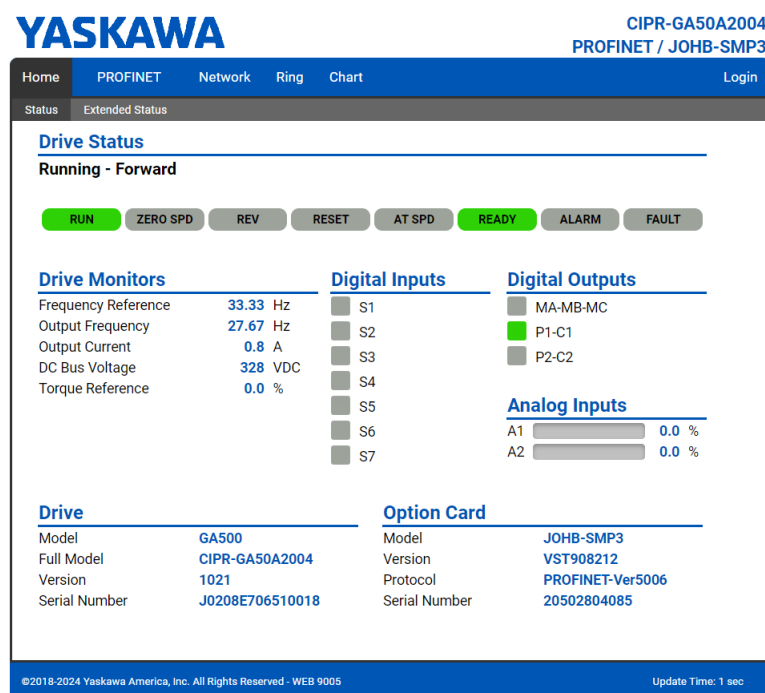 YASKAWA
CIPR-GA50A2004
PROFINET / JOHB-SMP3
Home PROFINET Network Ring Chart Login
Status Extended Status
Drive Status
Running - Forward
RUN ZERO SPD REV RESET AT SPD READY ALARM FAULT
Drive Monitors
Frequency Reference 33.33 Hz
Output Frequency 27.67 Hz
Output Current 0.8 A
DC Bus Voltage 328 VDC
Torque Reference 0.0 %
Digital Inputs
S1
S2
S3
S4
S5
S6
S7
Digital Outputs
MA-MB-MC
P1-C1
P2-C2
Analog Inputs
A1 0.0 %
A2 0.0 %
Drive
Model GA500
Full Model CIPR-GA50A2004
Version 1021
Serial Number J0208E706510018
Option Card
Model JOHB-SMP3
Version VST908212
Protocol PROFINET-Ver5006
Serial Number 20502804085
©2018-2024 Yaskawa America, Inc. All Rights Reserved - WEB 9005 Update Time: 1 sec